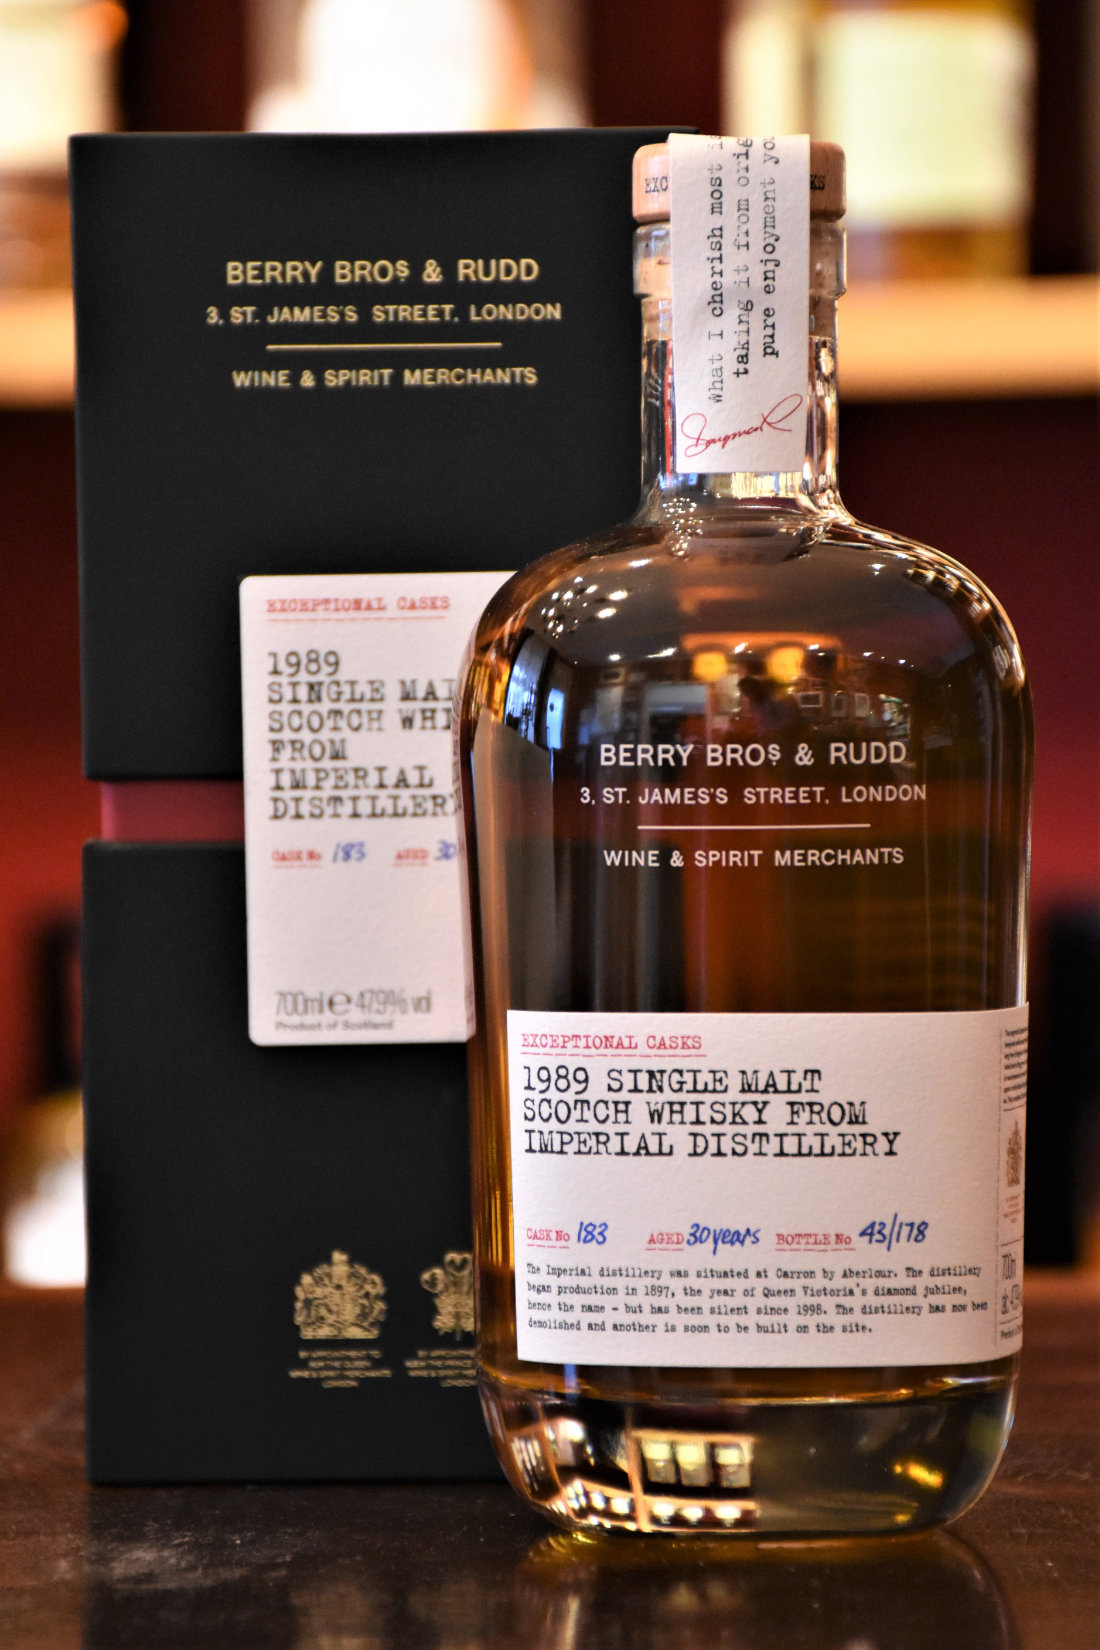 BERRY BROS & RUDD
3, ST. JAMES'S STREET, LONDON
WINE & SPIRIT MERCHANTS
EXCEPTIONAL CASKS
1989
SINGLE
SCOTCH
FROM
IMPERIAL
DISTILLERY
CASK No 183 AGED 30
700ml e 47.9% vol
Product of Scotland
what I cherish most
taking it from
pure enjoyment
BERRY BROS & RUDD
3, ST. JAMES'S STREET, LONDON
WINE & SPIRIT MERCHANTS
EXCEPTIONAL CASKS
1989 SINGLE MALT
SCOTCH WHISKY FROM
IMPERIAL DISTILLERY
CASK No 183 AGED 30 years BOTTLE No 43/178
The Imperial distillery was situated at Carron by Aberlour. The distillery
began production in 1897, the year of Queen Victoria's diamond jubilee,
hence the name - but has been silent since 1998. The distillery has now been
demolished and another is soon to be built on the site.